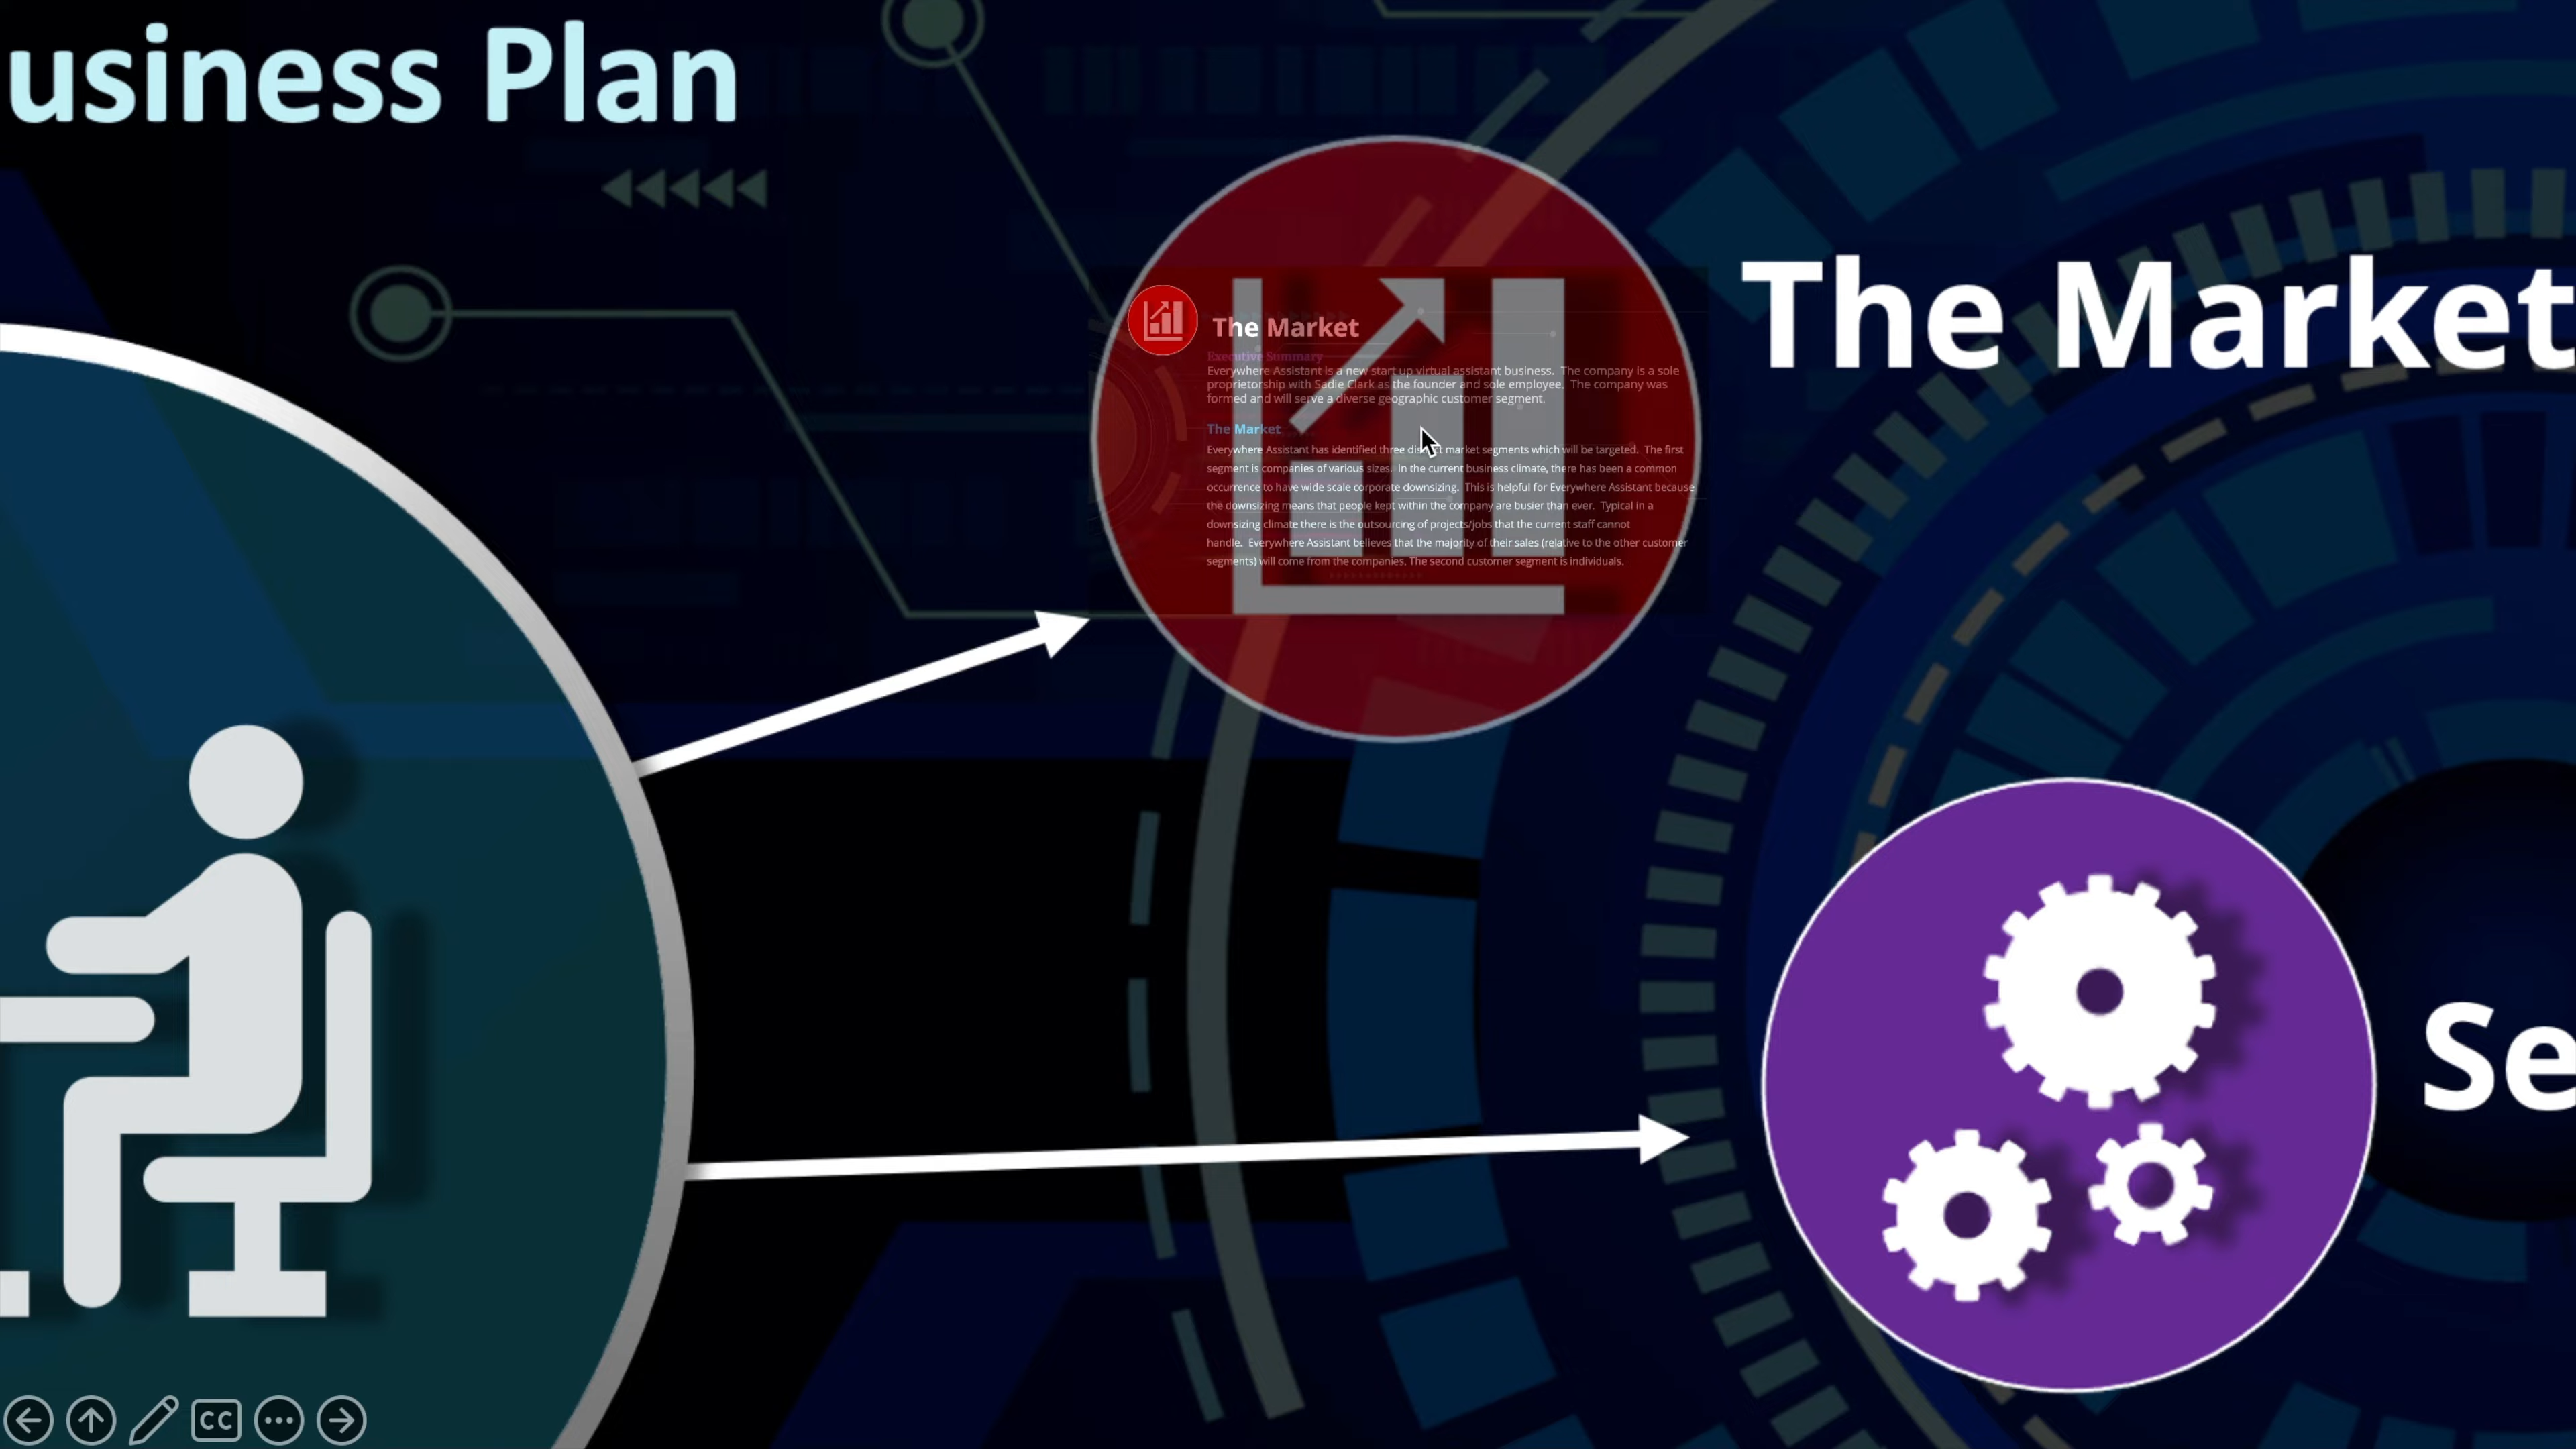 usiness Plan
The Market
The Market
Executive Summary
Everywhere Assistant is a new start up virtual assistant business. The company is a sole
proprietorship with Sadie Clark as the founder and sole employee. The company was
formed and will serve a diverse geographic customer segment.
The Market
Everywhere Assistant has identified three distinct market segments which will be targeted. The first
segment is companies of various sizes. In the current business climate, there has been a common
occurrence to have wide scale corporate downsizing. This is helpful for Everywhere Assistant because
the downsizing means that people kept within the company are busier than ever. Typical in a
downsizing climate there is the outsourcing of projects/jobs that the current staff cannot
handle. Everywhere Assistant believes that the majority of their sales (relative to the other customer
segments) will come from the companies. The second customer segment is individuals.
Se
CC